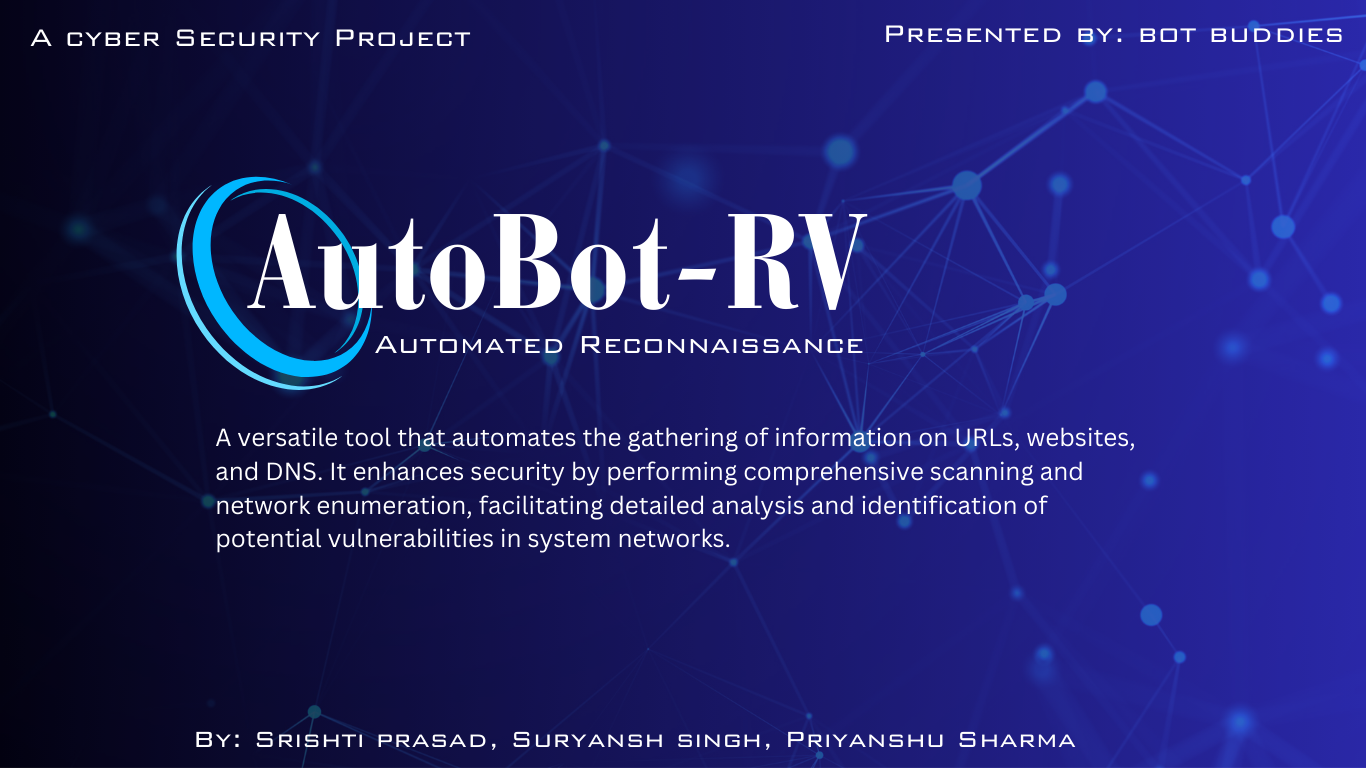 A cyber Security Project
Presented by: bot buddies
AutoBot-RV
Automated Reconnaissance
A versatile tool that automates the gathering of information on URLs, websites,
and DNS. It enhances security by performing comprehensive scanning and
network enumeration, facilitating detailed analysis and identification of
potential vulnerabilities in system networks.
By: Srishti prasad, Suryansh singh, Priyanshu Sharma